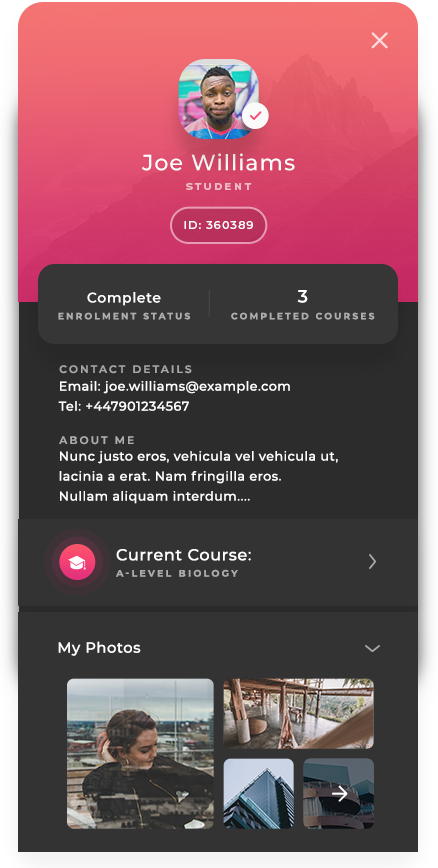 Joe Williams
STUDENT
ID: 360389
Complete
ENROLMENT STATUS
3
COMPLETED COURSES
CONTACT DETAILS
Email: joe.williams@example.com
Tel: +447901234567
ABOUT ME
Nunc justo eros, vehicula vel vehicula ut,
lacinia a erat. Nam fringilla eros.
Nullam aliquam interdum....
Current Course:
A-LEVEL BIOLOGY
My Photos